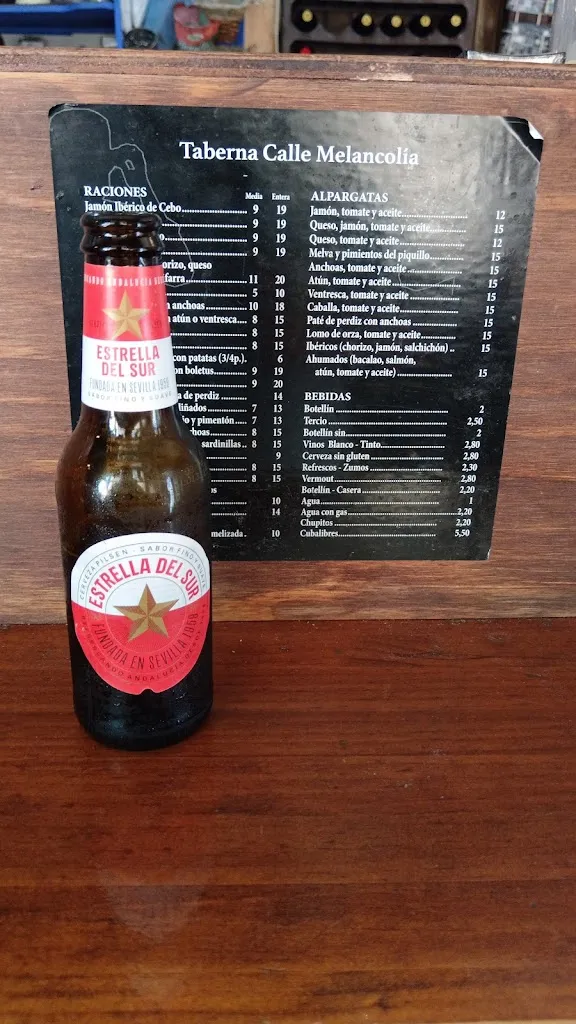 Taberna Calle Melancolía
RACIONES
Media Entera
Jamón Ibérico de Cebo 9 19
9 19
o 9 19
9 19
orizo, queso
farra 11 20
5 10
anchoas 10 18
atún o ventresca 8 15
8 15
8 15
con patatas (3/4p.). 6
on boletus 9 19
9 20
a de perdiz 14
liñados 7 13
o y pimentón 7 13
choas 8 15
sardinillas 8 15
9
8 15
8 15
os
10
14
melizada 10
ALPARGATAS
Jamón, tomate y aceite 12
Queso, jamón, tomate y aceite 15
Queso, tomate y aceite 12
Melva y pimientos del piquillo 15
Anchoas, tomate y aceite 15
Atún, tomate y aceite 15
Ventresca, tomate y aceite 15
Caballa, tomate y aceite 15
Paté de perdiz con anchoas 15
Lomo de orza, tomate y aceite 15
Ibéricos (chorizo, jamón, salchichón) 15
Ahumados (bacalao, salmón,
atún, tomate y aceite) 15
BEBIDAS
Botellín 2
Tercio 2,50
Botellín sin 2
Vinos Blanco - Tinto 2,80
Cerveza sin gluten 2,80
Refrescos - Zumos 2,30
Vermout 2,80
Botellín - Casera 2,20
Agua 1
Agua con gas 2,20
Chupitos 2,20
Cubalibres 5,50
ESTRELLA
DEL SUR
FUNDADA EN SEVILLA 1998
SABOR FINO Y SUAVE
CERVEZA PILSEN - SABOR FINO Y SUAVE
ESTRELLA DEL SUR
FUNDADA EN SEVILLA 1998